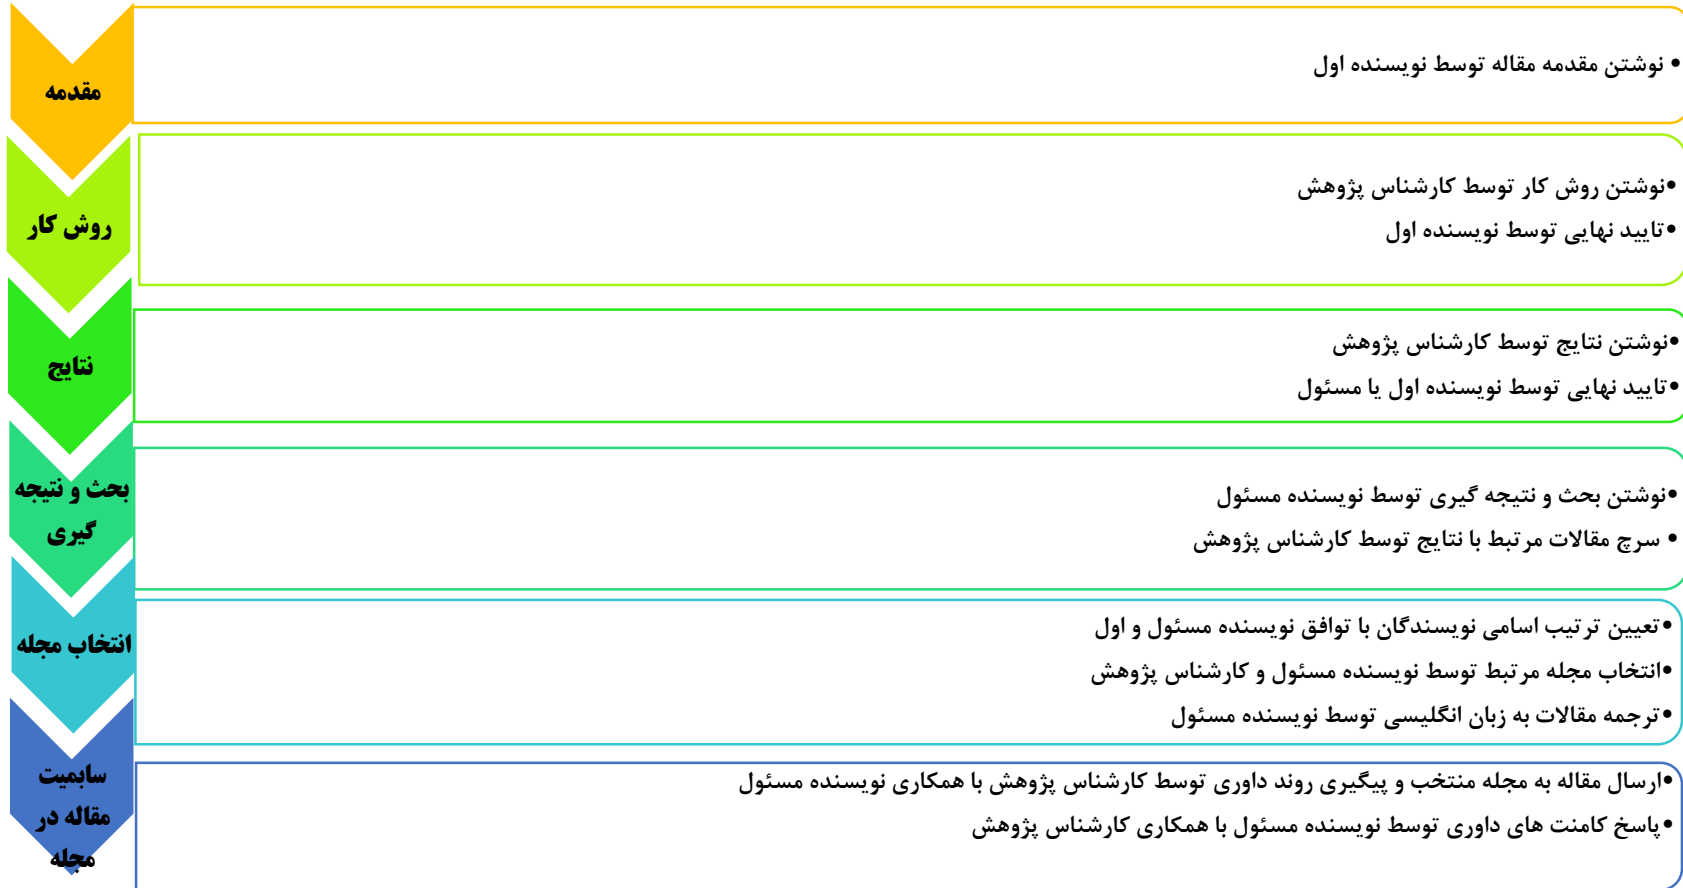 مقدمه
• نوشتن مقدمه مقاله توسط نویسنده اول
روش کار
•نوشتن روش کار توسط کارشناس پژوهش
•تایید نهایی توسط نویسنده اول
نتایج
•نوشتن نتایج توسط کارشناس پژوهش
•تایید نهایی توسط نویسنده اول یا مسئول
بحث و نتیجه
گیری
•نوشتن بحث و نتیجه گیری توسط نویسنده مسئول
• سرچ مقالات مرتبط با نتایج توسط کارشناس پژوهش
انتخاب مجله
•تعیین ترتیب اسامی نویسندگان با توافق نویسنده مسئول و اول
•انتخاب مجله مرتبط توسط نویسنده مسئول و کارشناس پژوهش
•ترجمه مقالات به زبان انگلیسی توسط نویسنده مسئول
سابمیت
مقاله در
مجله
•ارسال مقاله به مجله منتخب و پیگیری روند داوری توسط کارشناس پژوهش با همکاری نویسنده مسئول
•پاسخ کامنت های داوری توسط نویسنده مسئول با همکاری کارشناس پژوهش